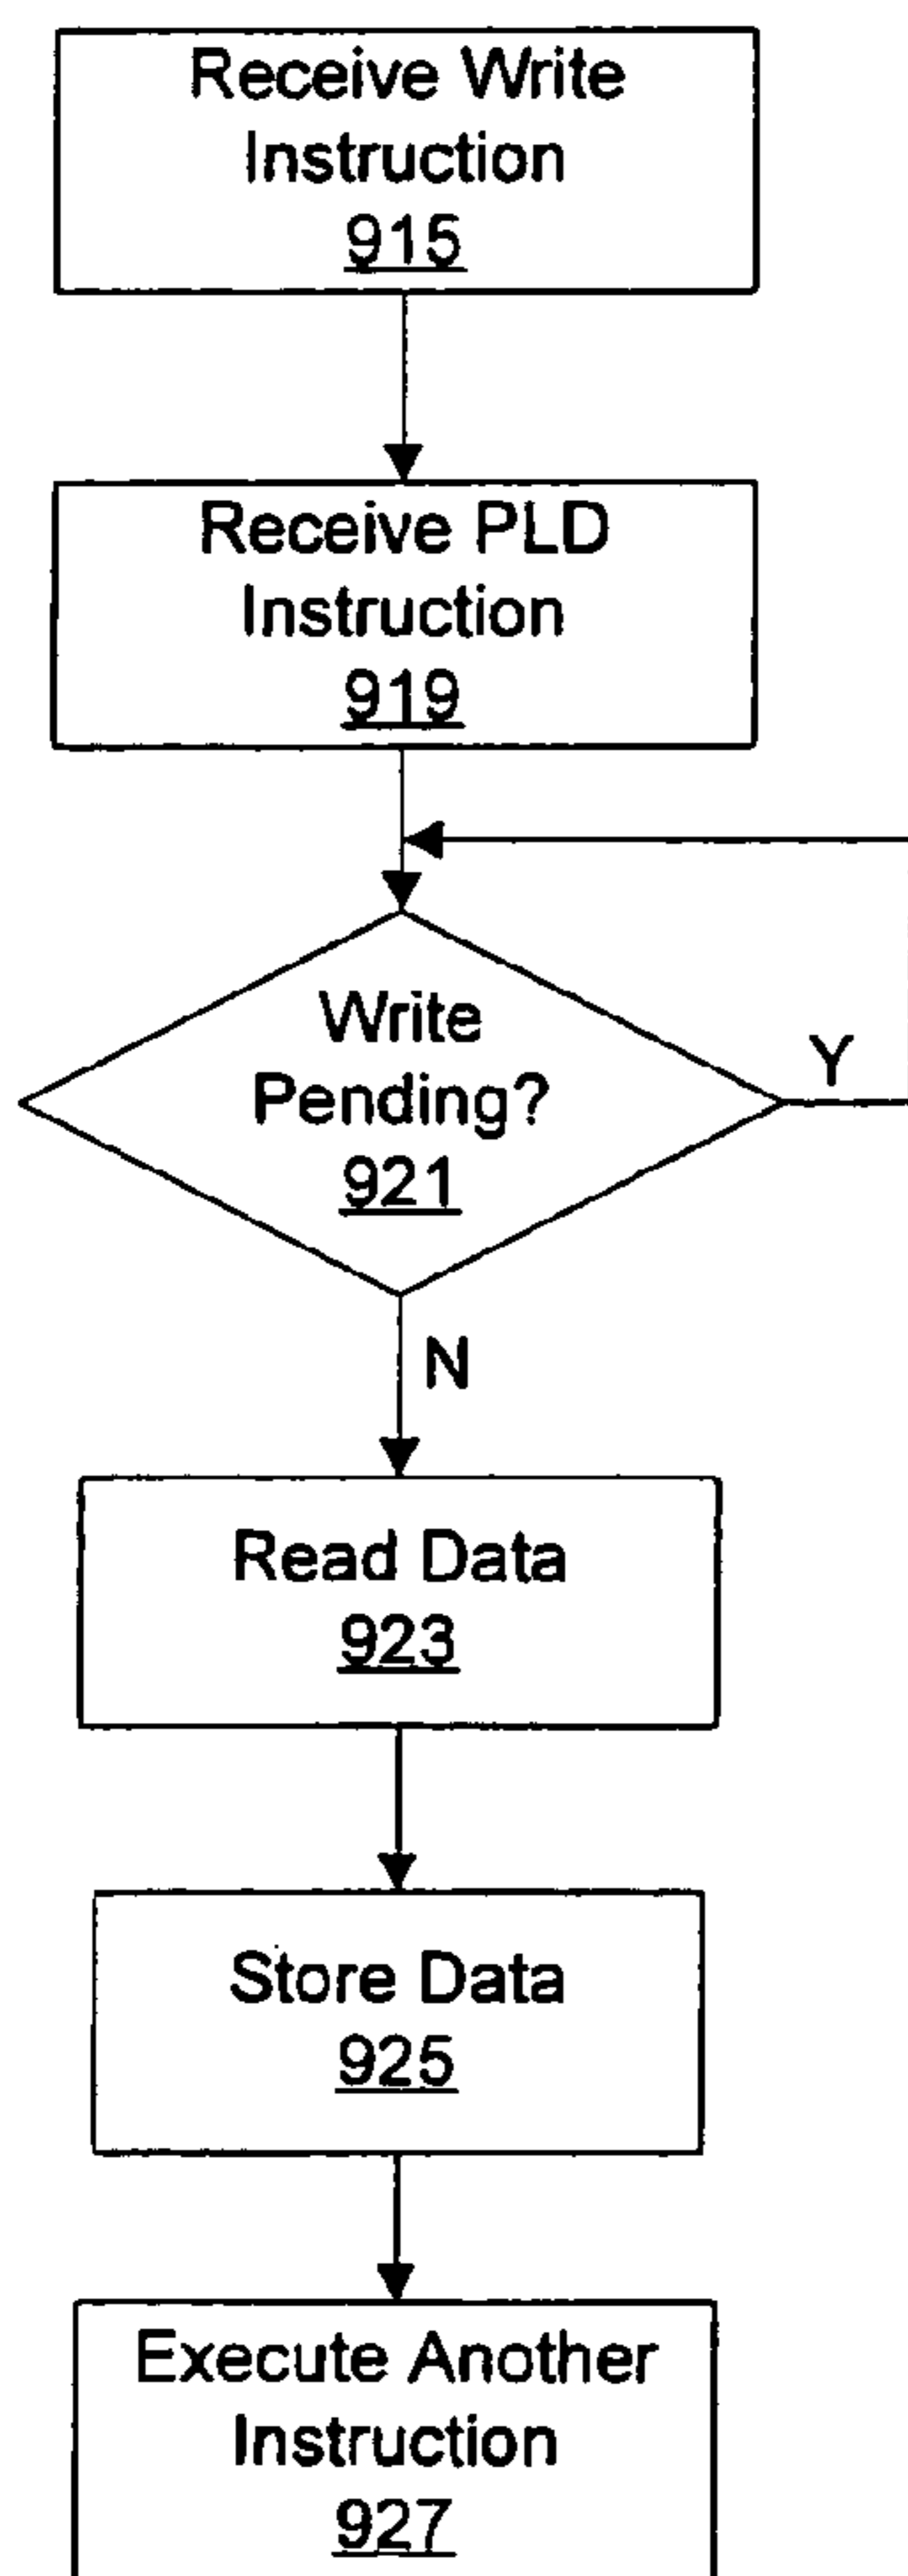 Receive Write
Instruction
915
Receive PLD
Instruction
919
Write
Pending?
921
Y
N
Read Data
923
Store Data
925
Execute Another
Instruction
927